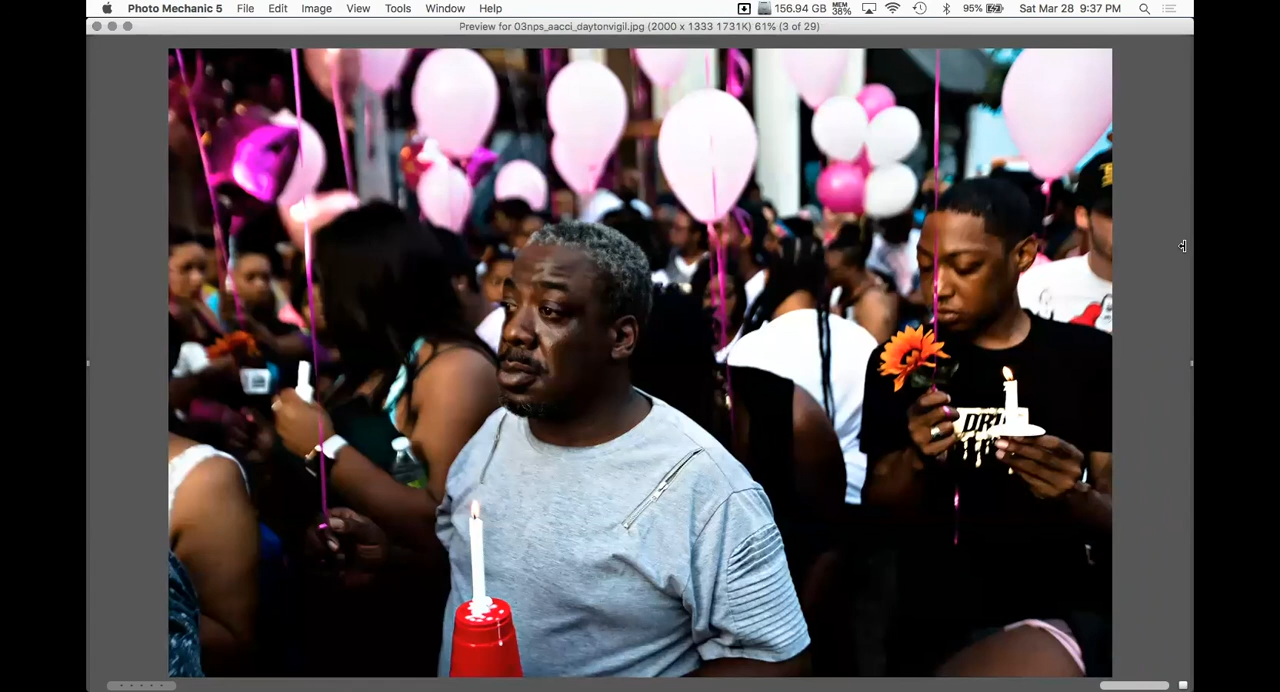 Photo Mechanic 5 File Edit Image View Tools Window Help 156.94 GB MEM 38% 95% Sat Mar 28 9:37 PM
Preview for 03nps_aacci_daytonvigil.jpg (2000 x 1333 1731K) 61% (3 of 29)